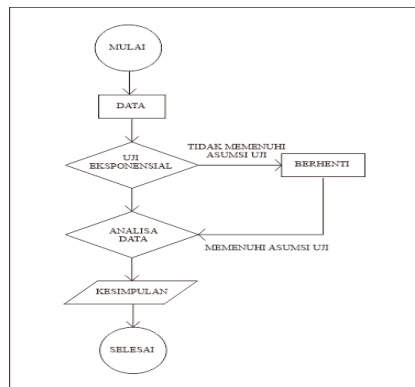 MULAI
DATA
UJI
EKSPONENSIAL
TIDAK MEMENUHI
ASUMSI UJI
BERHENTI
ANALISA
DATA
MEMENUHI ASUMSI UJI
KESIMPULAN
SELESAI